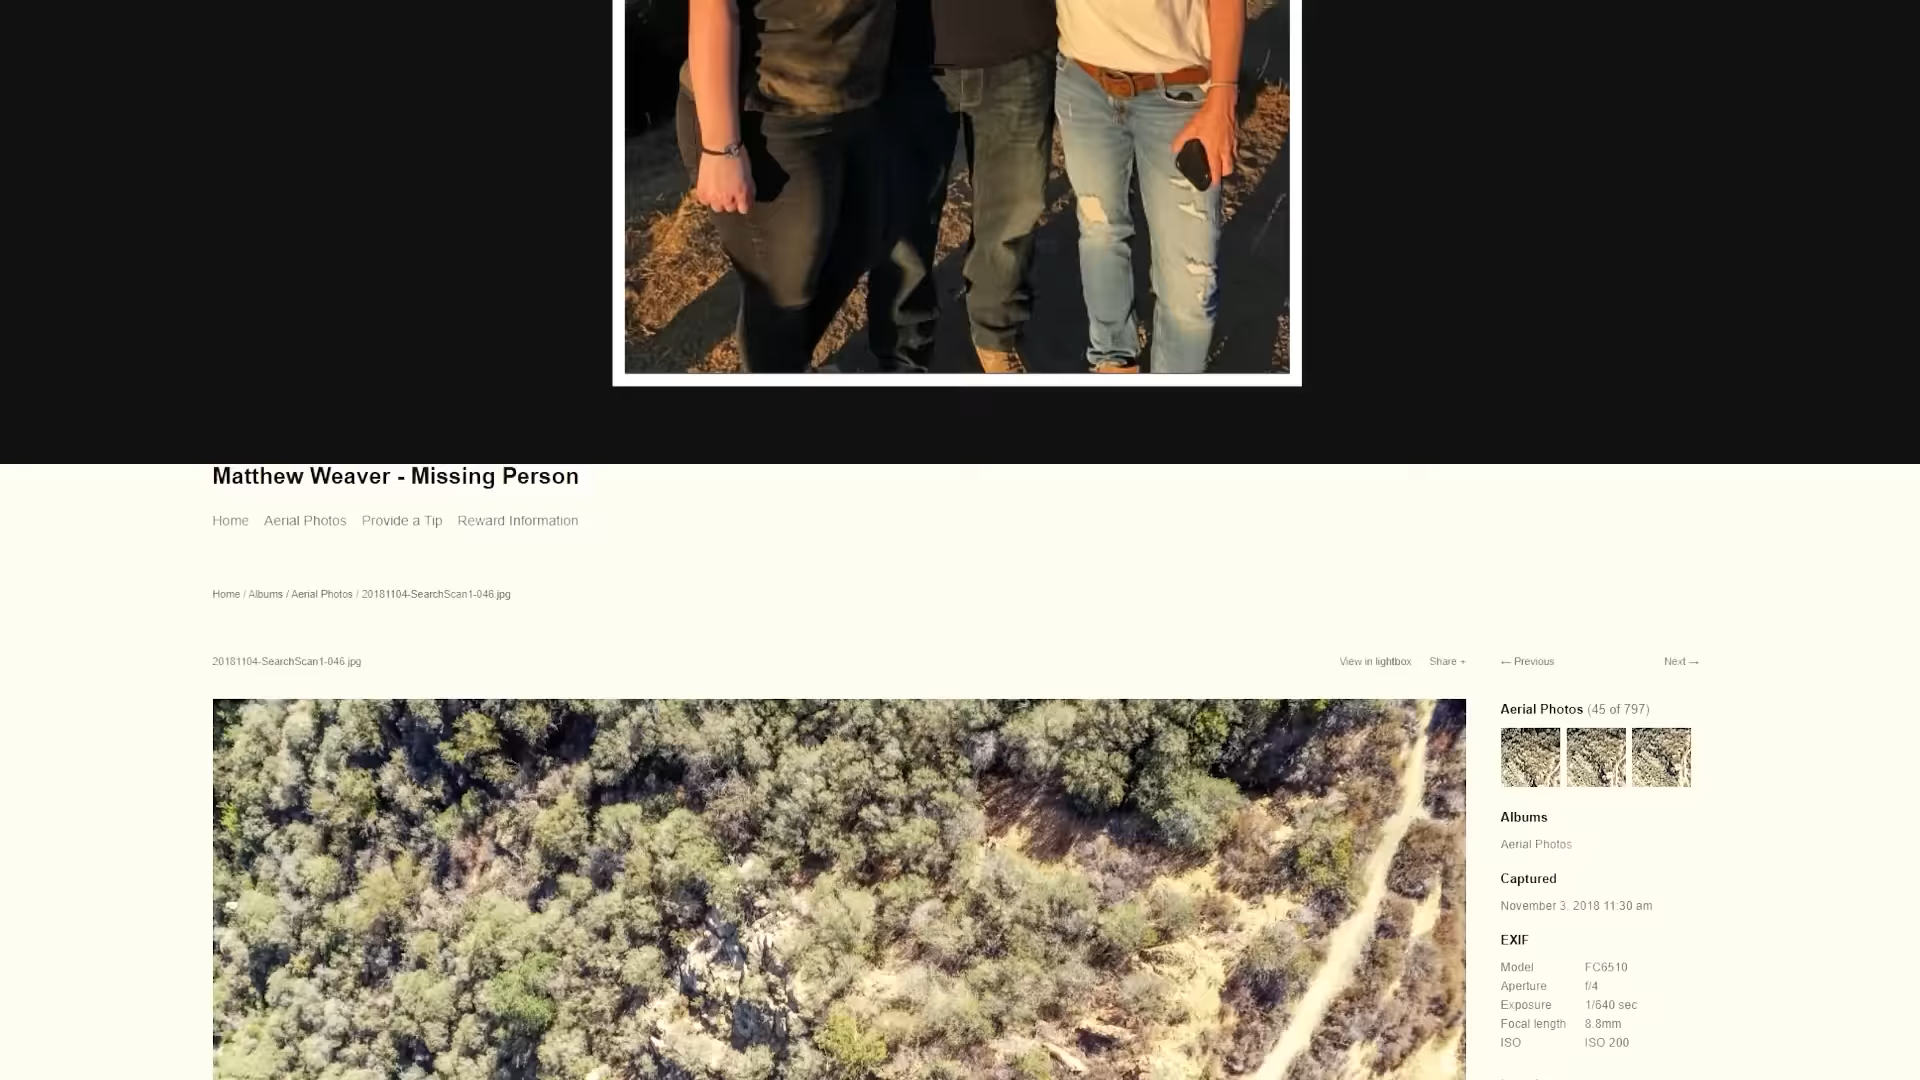 Matthew Weaver - Missing Person
Home Aerial Photos Provide a Tip Reward Information
Home / Albums / Aerial Photos / 20181104-SearchScan1-046.jpg
20181104-SearchScan1-046.jpg View in lightbox Share + ← Previous Next →
Aerial Photos (45 of 797)
Albums
Aerial Photos
Captured
November 3, 2018 11:30 am
EXIF
Model FC6510
Aperture f/4
Exposure 1/640 sec
Focal length 8.8mm
ISO ISO 200